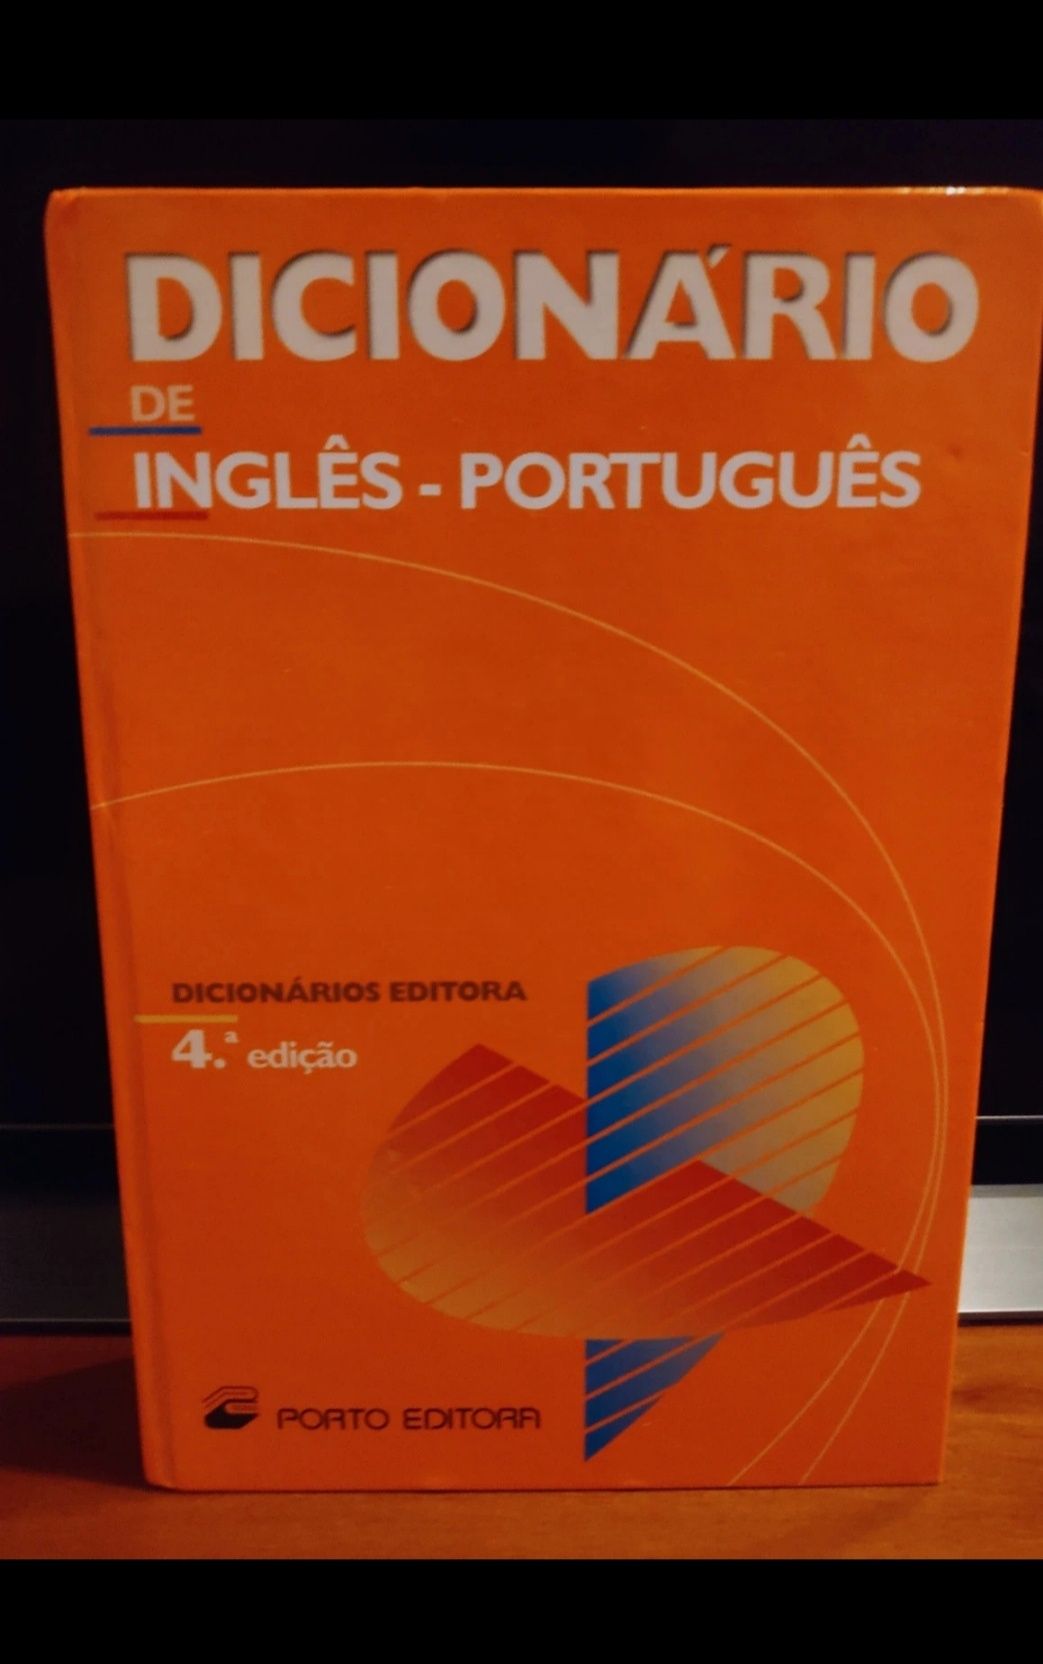 DICIONÁRIO
DE
INGLÊS - PORTUGUÊS
DICIONÁRIOS EDITORA
4.ª edição
PORTO EDITORA